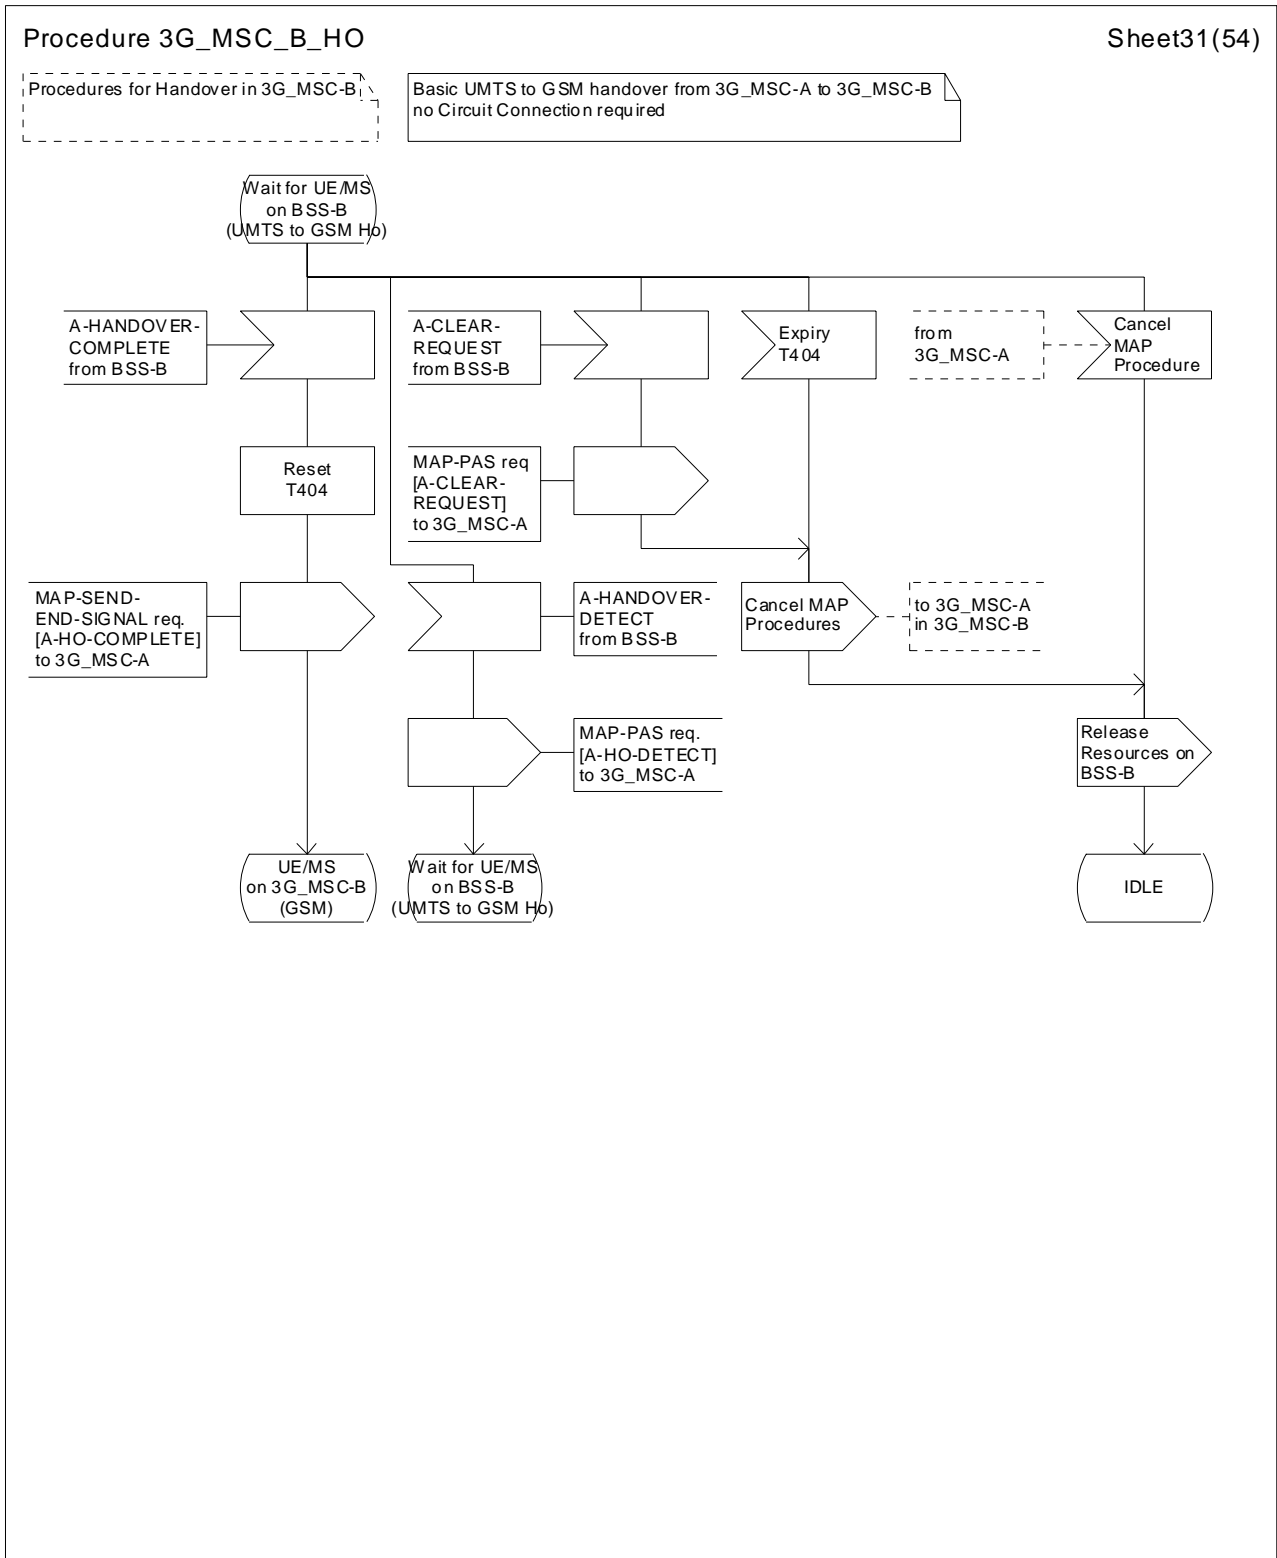 Procedure 3G_MSC_B_HO
Sheet31(54)
Procedures for Handover in 3G_MSC-B
Basic UMTS to GSM handover from 3G_MSC-A to 3G_MSC-B
no Circuit Connection required
Wait for UE/MS
on BSS-B
(UMTS to GSM Ho)
A-HANDOVER-
COMPLETE
from BSS-B
A-CLEAR-
REQUEST
from BSS-B
Expiry
T404
from
3G_MSC-A
Cancel
MAP
Procedure
Reset
T404
MAP-PAS req
[A-CLEAR-
REQUEST]
to 3G_MSC-A
MAP-SEND-
END-SIGNAL req.
[A-HO-COMPLETE]
to 3G_MSC-A
A-HANDOVER-
DETECT
from BSS-B
Cancel MAP
Procedures
to 3G_MSC-A
in 3G_MSC-B
MAP-PAS req.
[A-HO-DETECT]
to 3G_MSC-A
Release
Resources on
BSS-B
UE/MS
on 3G_MSC-B
(GSM)
Wait for UE/MS
on BSS-B
(UMTS to GSM Ho)
IDLE